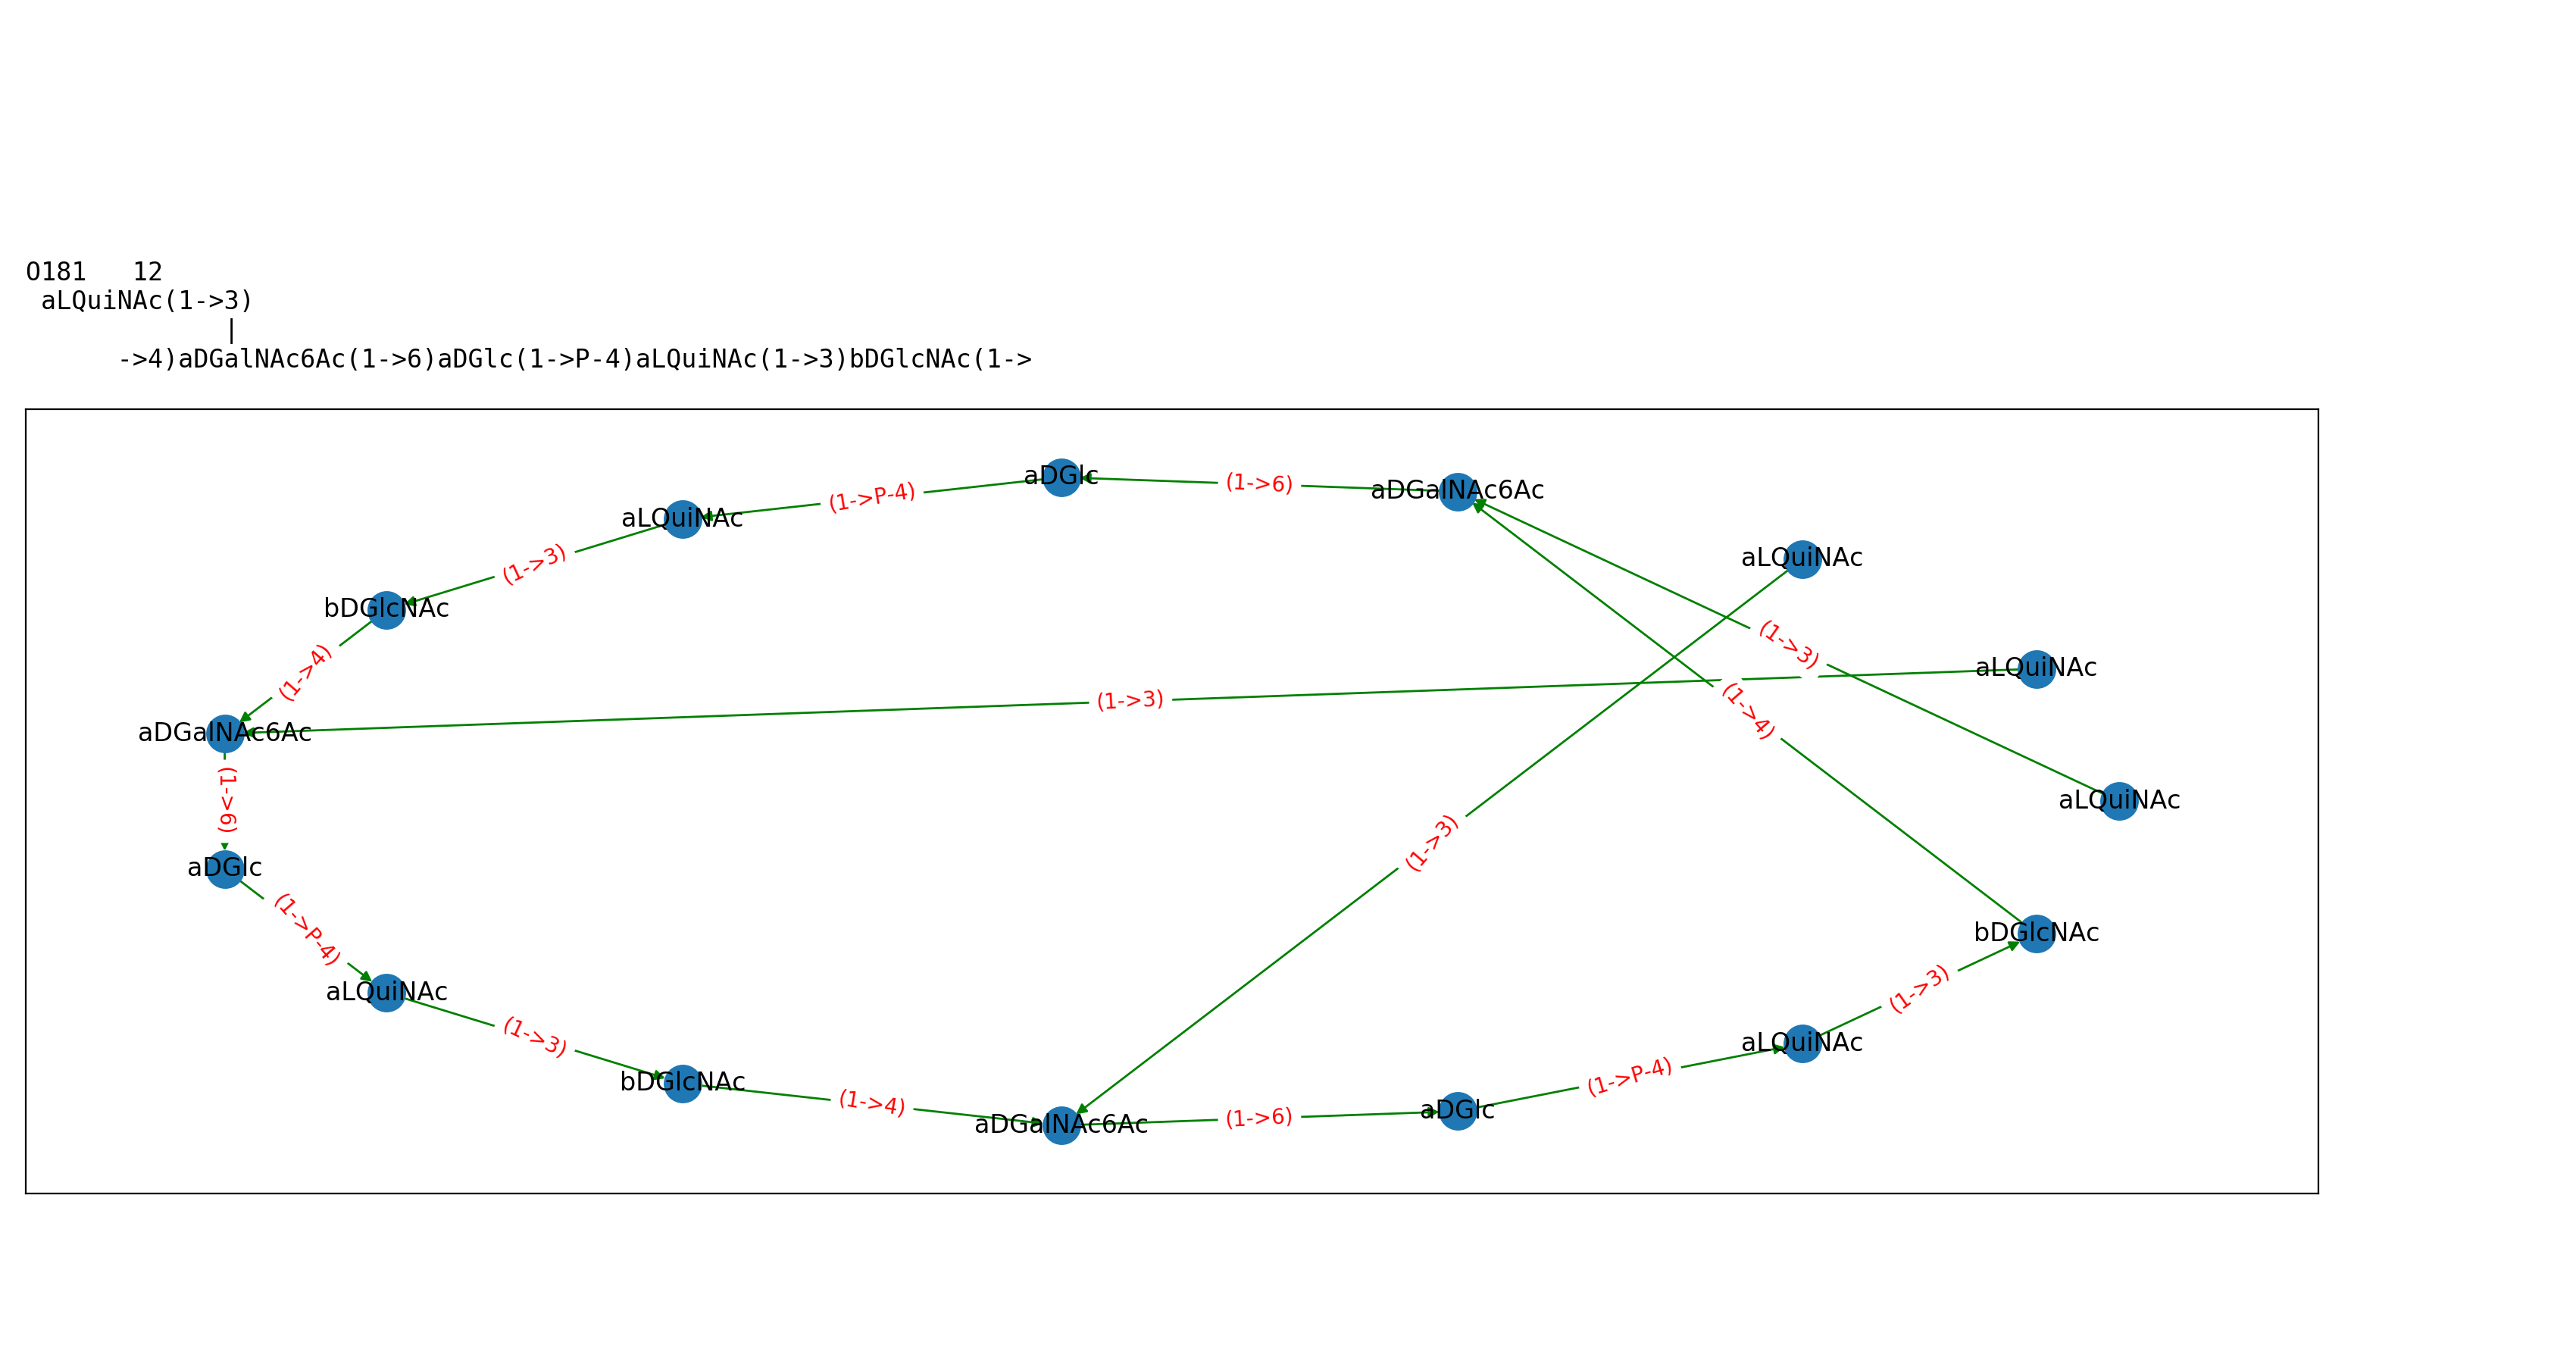 O181   12
aLQuiNAc(1->3)
|
->4)aDGalNAc6Ac(1->6)aDGlc(1->P-4)aLQuiNAc(1->3)bDGlcNAc(1->
aDGlc
(1->6)
aDGalNAc6Ac
(1->P-4)
aLQuiNAc
(1->3)
aLQuiNAc
bDGlcNAc
(1->3)
(1->4)
aLQuiNAc
(1->3)
(1->4)
aDGalNAc6Ac
(1->6)
aLQuiNAc
(1->3)
aDGlc
(1->P-4)
bDGlcNAc
aLQuiNAc
(1->3)
(1->3)
aLQuiNAc
bDGlcNAc
(1->P-4)
(1->4)
aDGalNAc6Ac
(1->6)
aDGlc